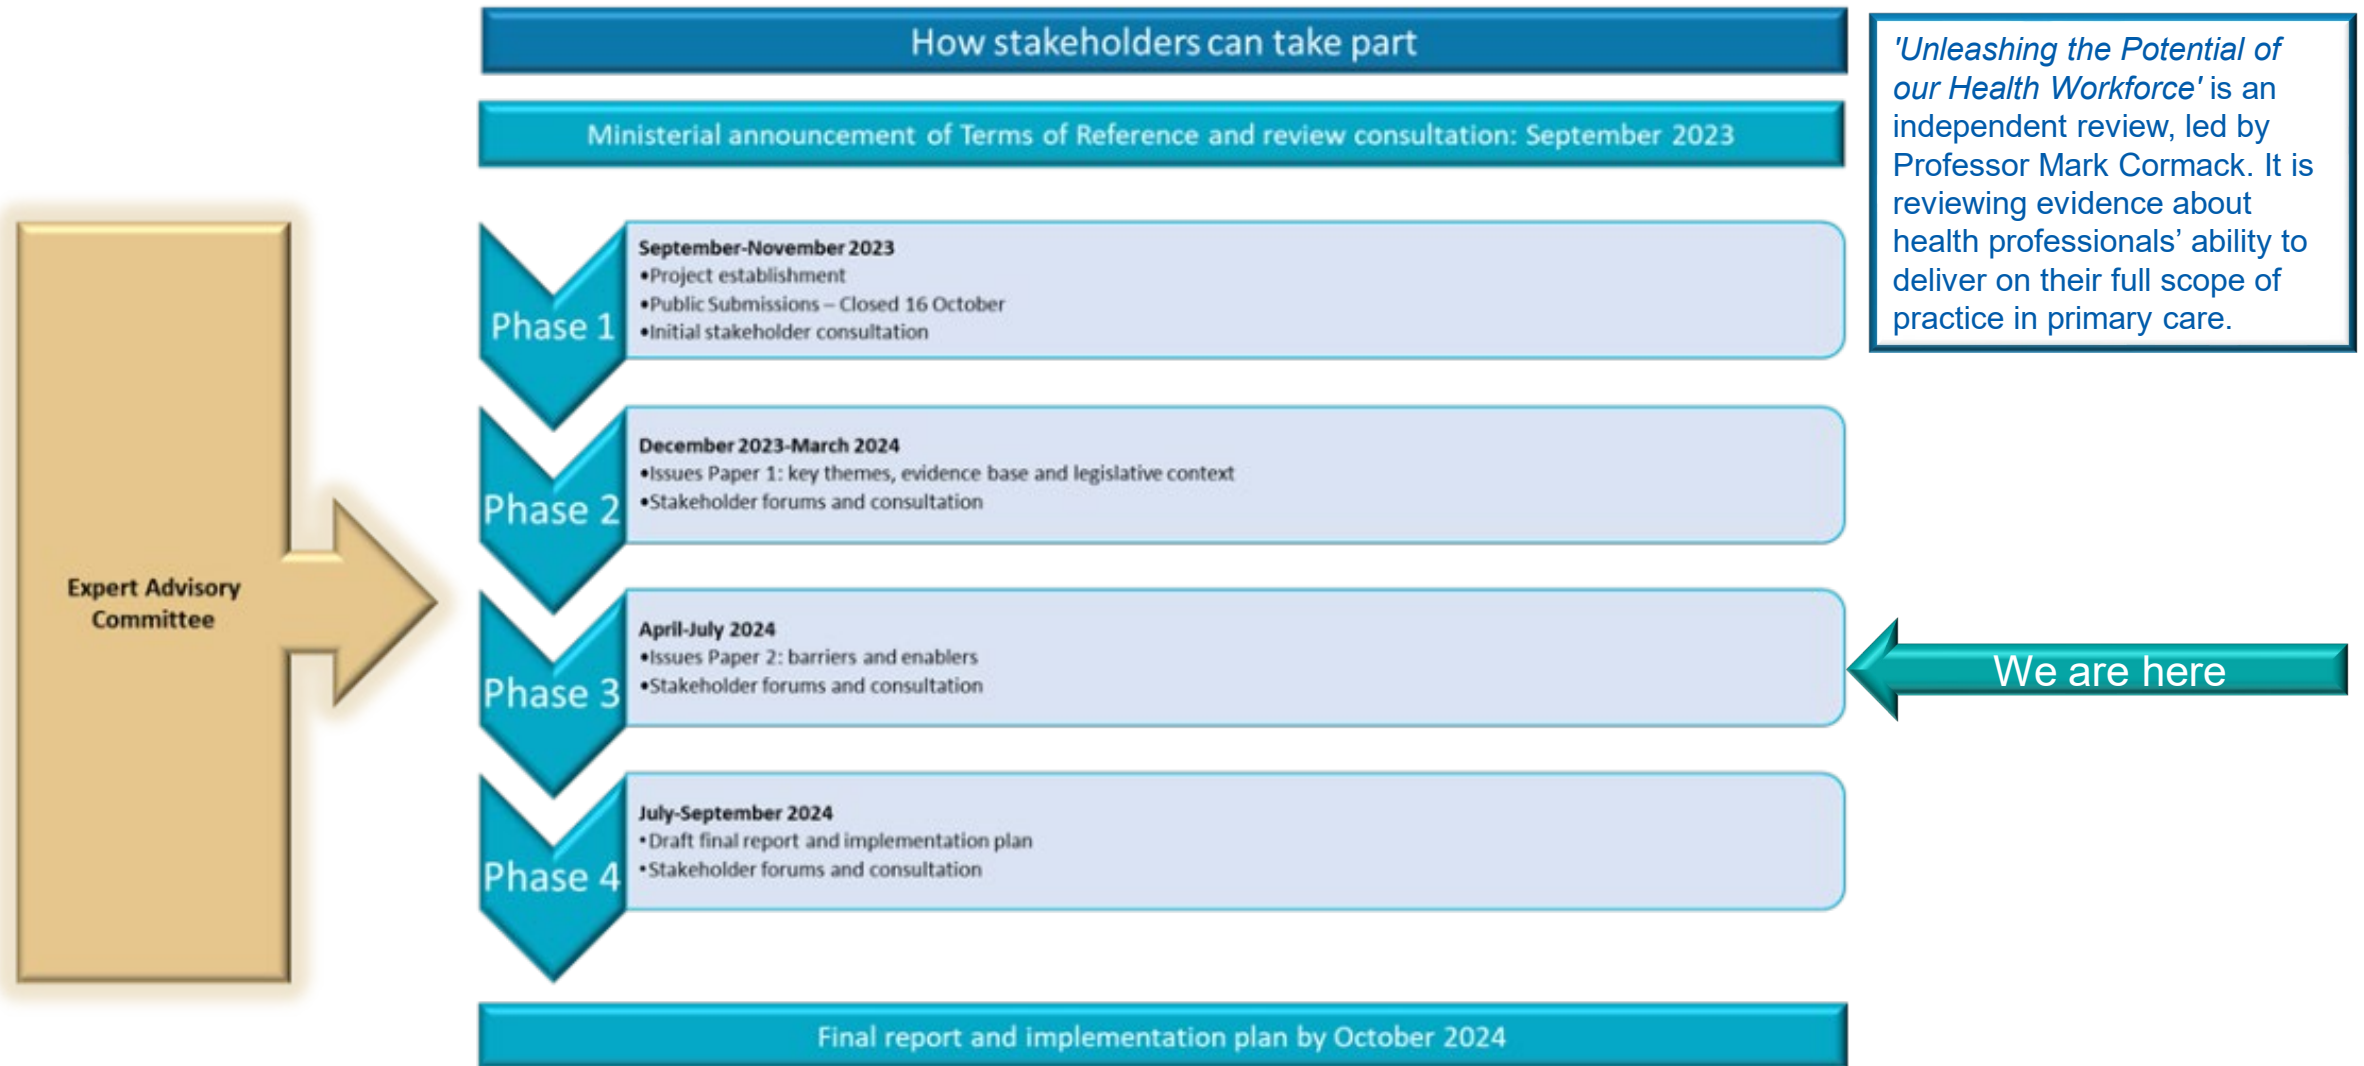 How stakeholders can take part
Ministerial announcement of Terms of Reference and review consultation: September 2023
'Unleashing the Potential of
our Health Workforce' is an
independent review, led by
Professor Mark Cormack. It is
reviewing evidence about
health professionals’ ability to
deliver on their full scope of
practice in primary care.
Expert Advisory
Committee
Phase 1
September-November 2023
•Project establishment
•Public Submissions – Closed 16 October
•Initial stakeholder consultation
Phase 2
December 2023-March 2024
•Issues Paper 1: key themes, evidence base and legislative context
•Stakeholder forums and consultation
Phase 3
April-July 2024
•Issues Paper 2: barriers and enablers
•Stakeholder forums and consultation
We are here
Phase 4
July-September 2024
•Draft final report and implementation plan
•Stakeholder forums and consultation
Final report and implementation plan by October 2024